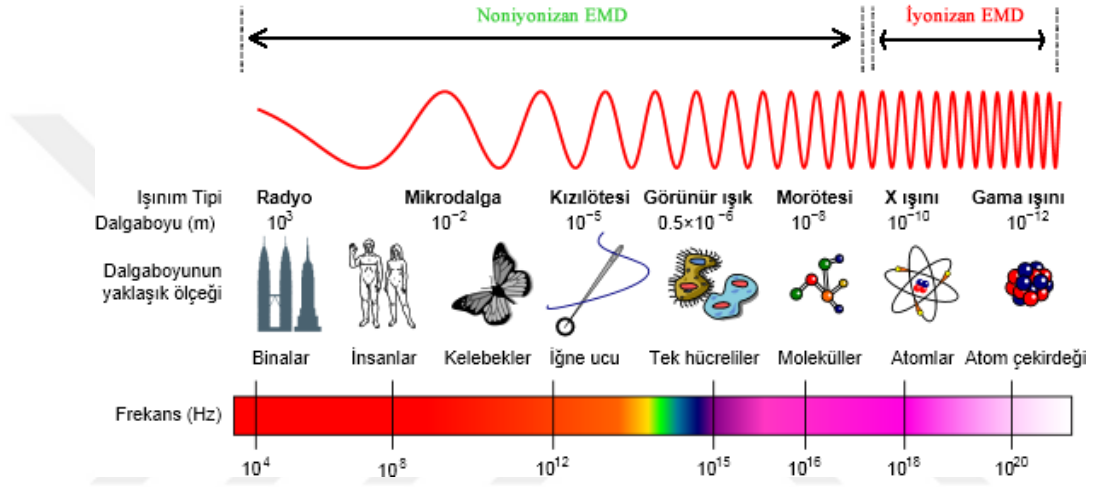 Noniyonizan EMD İyonizan EMD
Işınım Tipi Radyo Mikrodalga Kızılötesi Görünür ışık Morötesi X ışını Gama ışını
Dalgaboyu (m) 10³ 10⁻² 10⁻⁵ 0.5×10⁻⁶ 10⁻⁸ 10⁻¹⁰ 10⁻¹²
Dalgaboyunun
yaklaşık ölçeği
Binalar İnsanlar Kelebekler İğne ucu Tek hücreliler Moleküller Atomlar Atom çekirdeği
Frekans (Hz)
10⁴ 10⁸ 10¹² 10¹⁵ 10¹⁶ 10¹⁸ 10²⁰